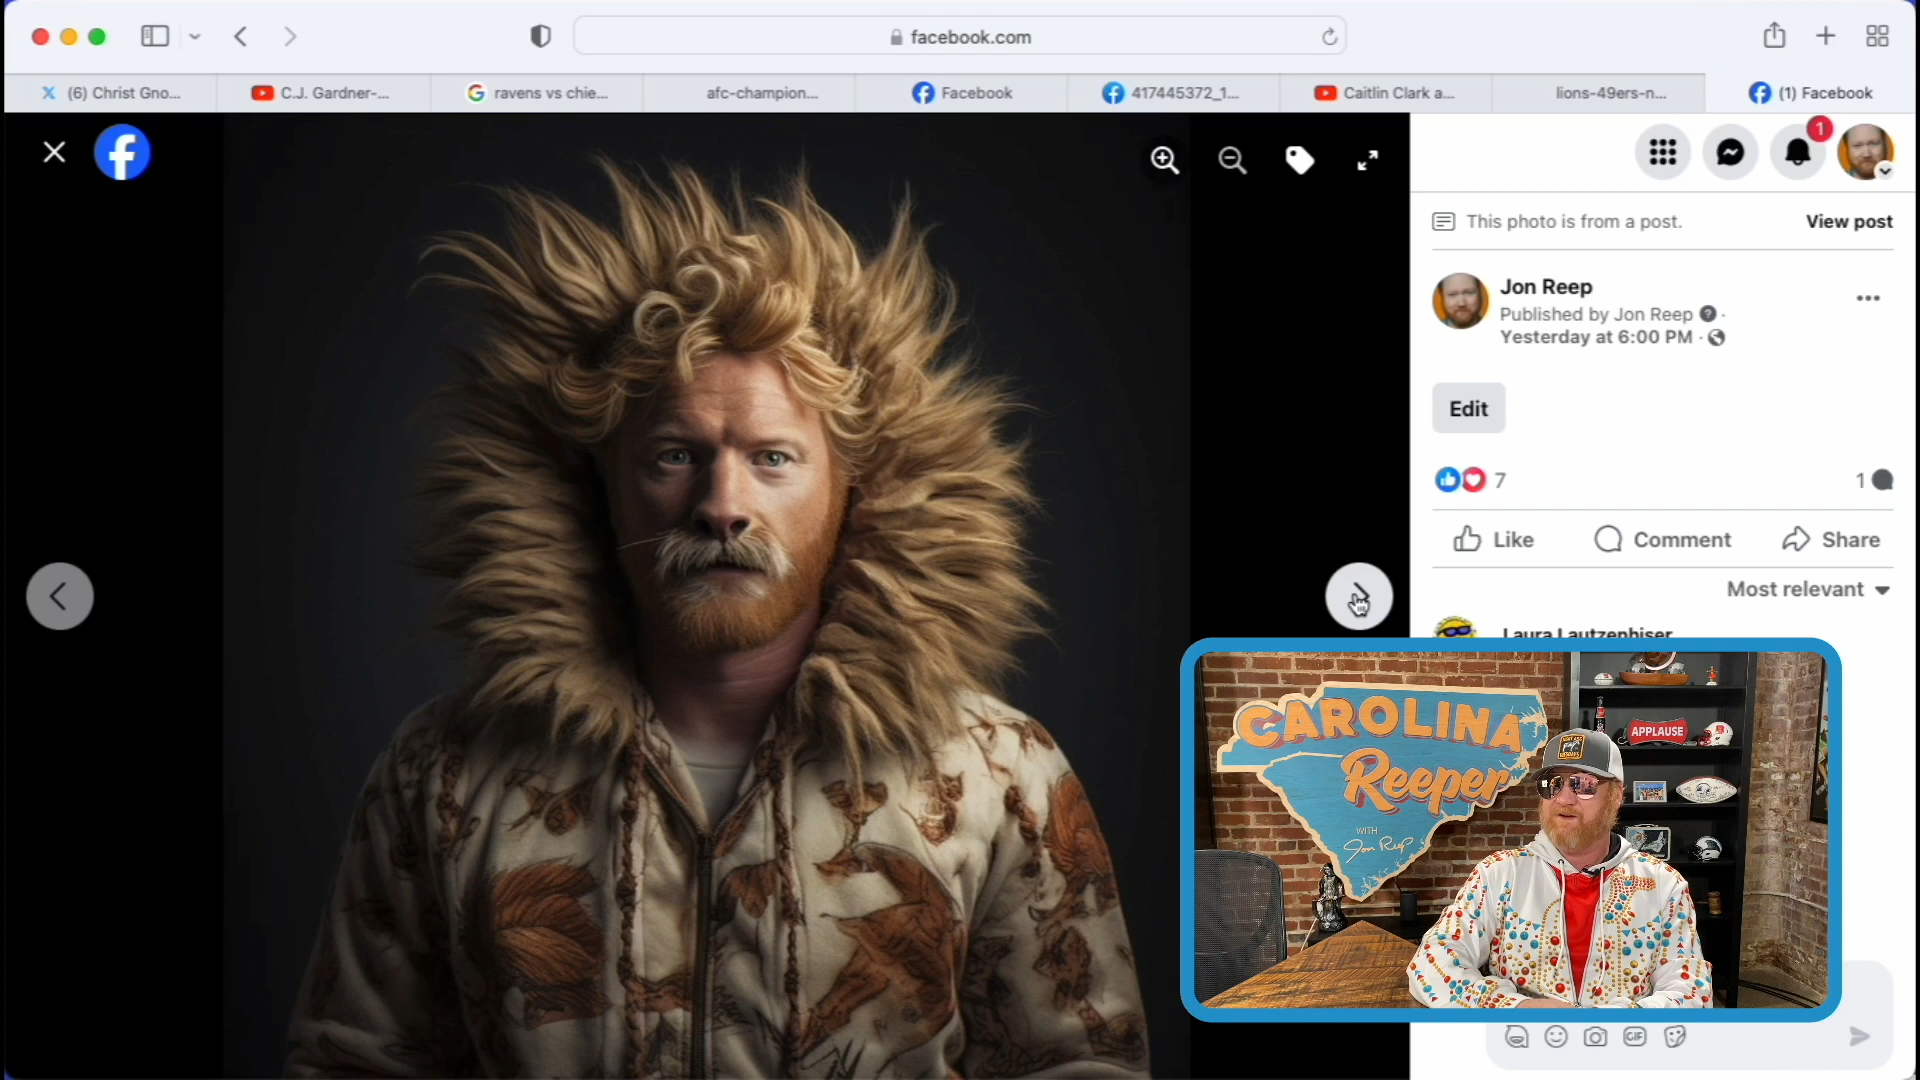 facebook.com
(6) Christ Gno...
C.J. Gardner-...
ravens vs chie...
afc-champion...
Facebook
417445372_1...
Caitlin Clark a...
lions-49ers-n...
(1) Facebook
1
This photo is from a post.
View post
Jon Reep
Published by Jon Reep
Yesterday at 6:00 PM
Edit
7
1
Like
Comment
Share
Most relevant
Laura Lautzenhiser
CAROLINA
Reeper
WITH
Jon Reep
APPLAUSE
GIF